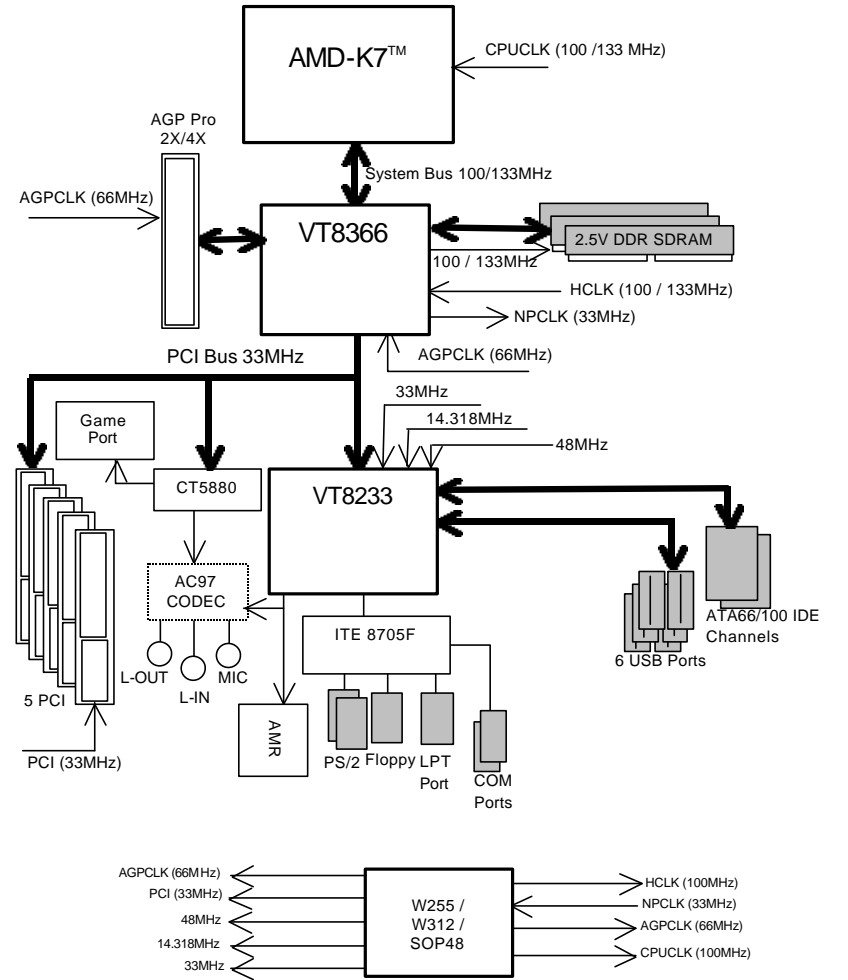 AMD-K7™
CPUCLK (100 /133 MHz)
AGP Pro
2X/4X
System Bus 100/133MHz
AGPCLK (66MHz)
VT8366
2.5V DDR SDRAM
100 / 133MHz
HCLK (100 / 133MHz)
NPCLK (33MHz)
PCI Bus 33MHz
AGPCLK (66MHz)
33MHz
14.318MHz
48MHz
Game
Port
CT5880
VT8233
AC97
CODEC
ATA66/100 IDE
Channels
6 USB Ports
ITE 8705F
L-OUT
L-IN
MIC
5 PCI
AMR
PCI (33MHz)
PS/2
Floppy
LPT
Port
COM
Ports
AGPCLK (66MHz)
PCI (33MHz)
48MHz
14.318MHz
33MHz
W255 /
W312 /
SOP48
HCLK (100MHz)
NPCLK (33MHz)
AGPCLK (66MHz)
CPUCLK (100MHz)